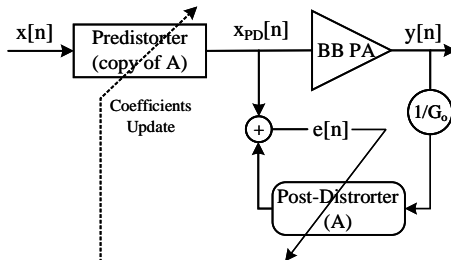 x[n]
Predistorter
(copy of A)
x_PD[n]
BB PA
y[n]
Coefficients
Update
+
e[n]
1/G_o
Post-Distrorter
(A)